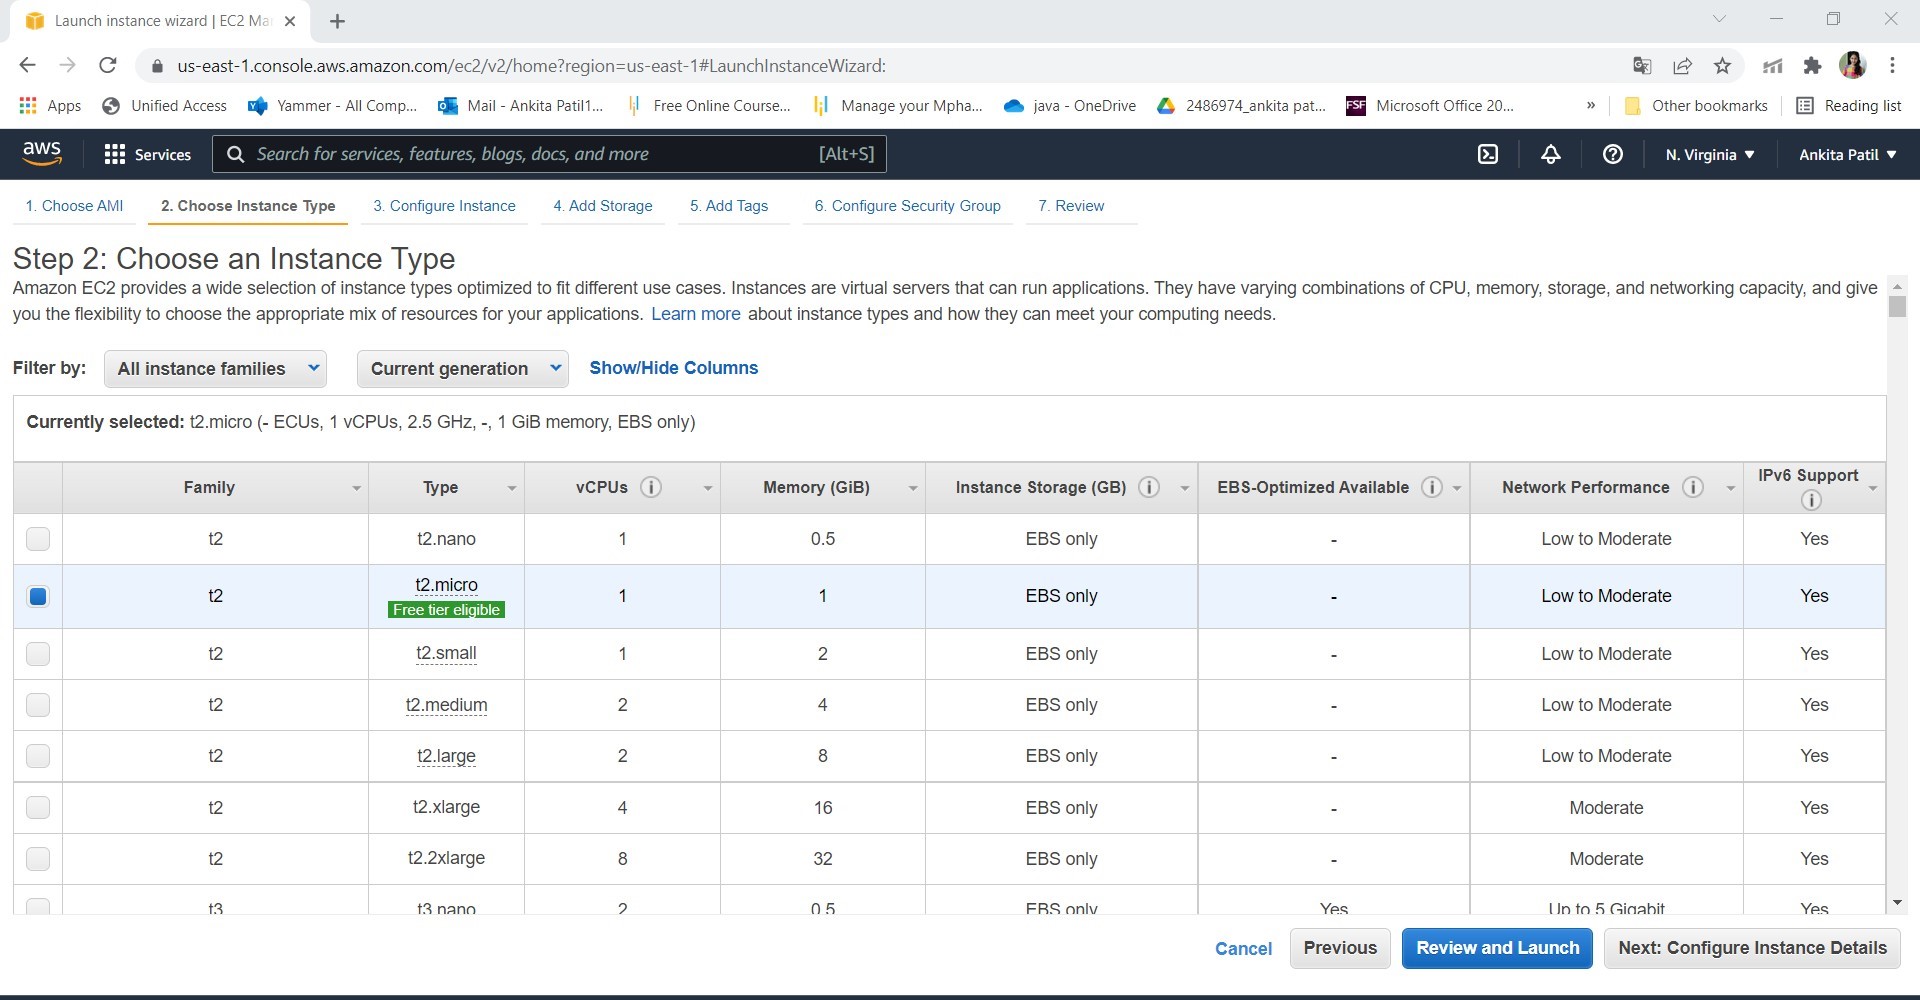 Launch instance wizard | EC2 Ma
us-east-1.console.aws.amazon.com/ec2/v2/home?region=us-east-1#LaunchInstanceWizard:
Apps Unified Access Yammer - All Comp... Mail - Ankita Patil1... Free Online Course... Manage your Mpha... java - OneDrive 2486974_ankita pat... FSF Microsoft Office 20... » Other bookmarks Reading list
aws Services Search for services, features, blogs, docs, and more [Alt+S] N. Virginia ▼ Ankita Patil ▼
1. Choose AMI 2. Choose Instance Type 3. Configure Instance 4. Add Storage 5. Add Tags 6. Configure Security Group 7. Review
Step 2: Choose an Instance Type
Amazon EC2 provides a wide selection of instance types optimized to fit different use cases. Instances are virtual servers that can run applications. They have varying combinations of CPU, memory, storage, and networking capacity, and give
you the flexibility to choose the appropriate mix of resources for your applications. Learn more about instance types and how they can meet your computing needs.
Filter by: All instance families Current generation Show/Hide Columns
Currently selected: t2.micro (- ECUs, 1 vCPUs, 2.5 GHz, -, 1 GiB memory, EBS only)
Family Type vCPUs Memory (GiB) Instance Storage (GB) EBS-Optimized Available Network Performance IPv6 Support
t2 t2.nano 1 0.5 EBS only - Low to Moderate Yes
t2 t2.micro Free tier eligible 1 1 EBS only - Low to Moderate Yes
t2 t2.small 1 2 EBS only - Low to Moderate Yes
t2 t2.medium 2 4 EBS only - Low to Moderate Yes
t2 t2.large 2 8 EBS only - Low to Moderate Yes
t2 t2.xlarge 4 16 EBS only - Moderate Yes
t2 t2.2xlarge 8 32 EBS only - Moderate Yes
t3 t3.nano 2 0.5 EBS only Yes Up to 5 Gigabit Yes
Cancel Previous Review and Launch Next: Configure Instance Details